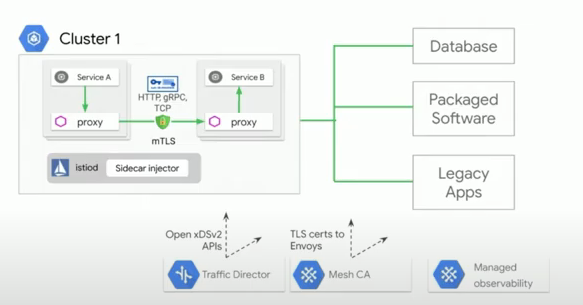 Cluster 1
Service A
Service B
HTTP, gRPC,
TCP
proxy
proxy
mTLS
istiod
Sidecar injector
Database
Packaged
Software
Legacy
Apps
Open xDSv2
APIs
TLS certs to
Envoys
Traffic Director
Mesh CA
Managed
observability